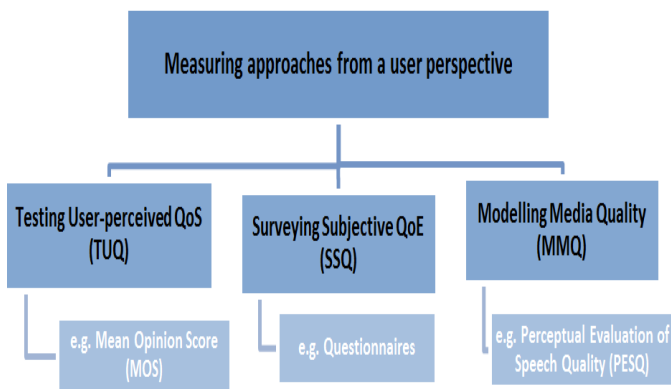 Measuring approaches from a user perspective
Testing User-perceived QoS
(TUQ)
e.g. Mean Opinion Score
(MOS)
Surveying Subjective QoE
(SSQ)
e.g. Questionnaires
Modelling Media Quality
(MMQ)
e.g. Perceptual Evaluation of
Speech Quality (PESQ)